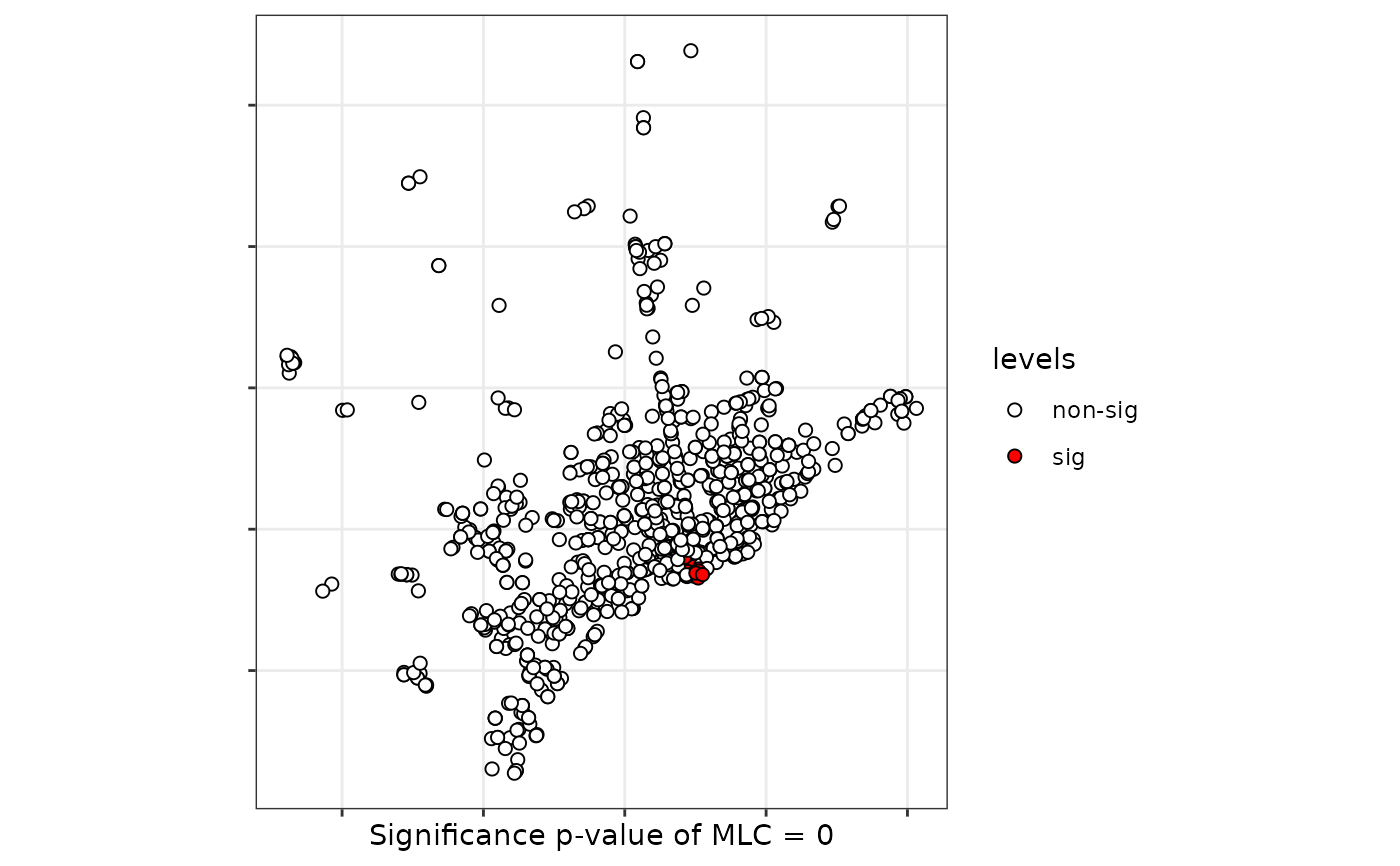 levels
non-sig
sig
Significance p-value of MLC = 0